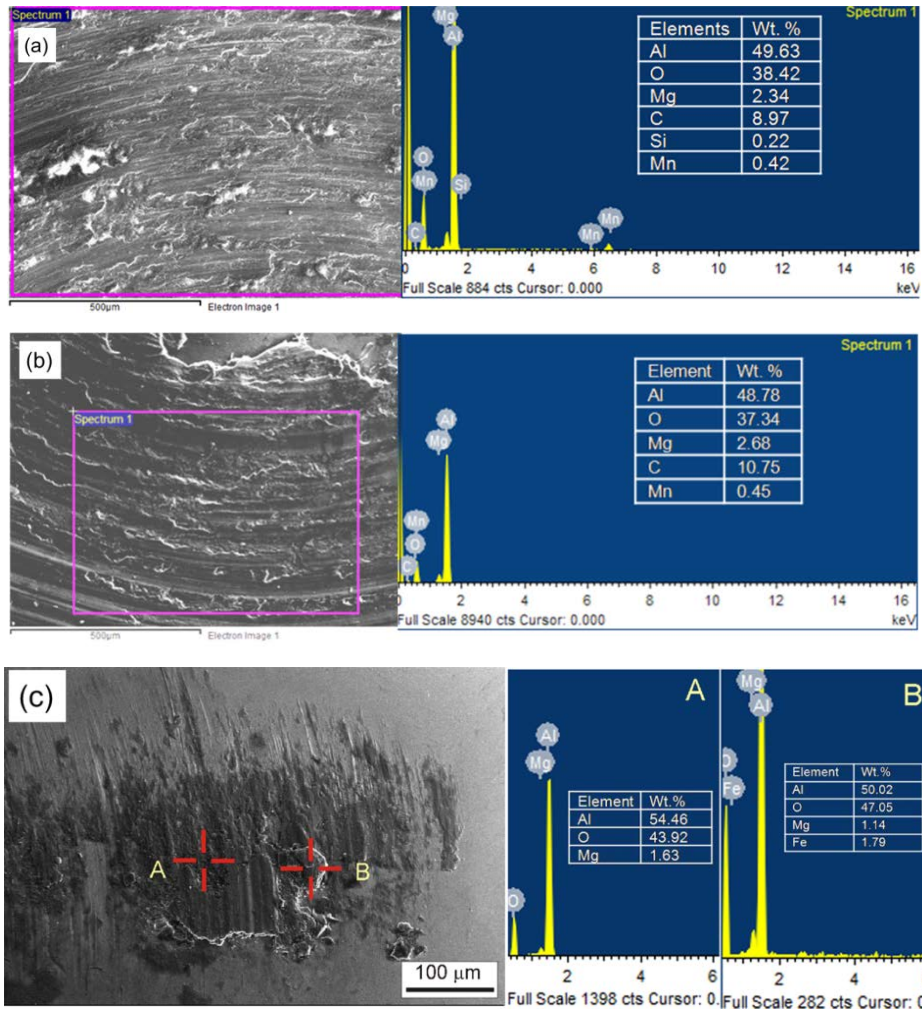 Spectrum 1
(a)
500µm Electron Image 1
Spectrum 1
Mg
Al
O
Mn
Si
C
Mn
Mn
Elements Wt. %
Al 49.63
O 38.42
Mg 2.34
C 8.97
Si 0.22
Mn 0.42
0 2 4 6 8 10 12 14 16
Full Scale 884 cts Cursor: 0.000 keV
(b)
Spectrum 1
500µm Electron Image 1
Spectrum 1
Al
Mg
Mn
O
C
Element Wt. %
Al 48.78
O 37.34
Mg 2.68
C 10.75
Mn 0.45
0 2 4 6 8 10 12 14 16
Full Scale 8940 cts Cursor: 0.000 keV
(c)
A
B
100 µm
A
Al
Mg
O
Element Wt.%
Al 54.46
O 43.92
Mg 1.63
2 4 6
Full Scale 1398 cts Cursor: 0.
B
Mg
Al
O
Fe
Element Wt.%
Al 50.02
O 47.05
Mg 1.14
Fe 1.79
2 4
Full Scale 282 cts Cursor: 0